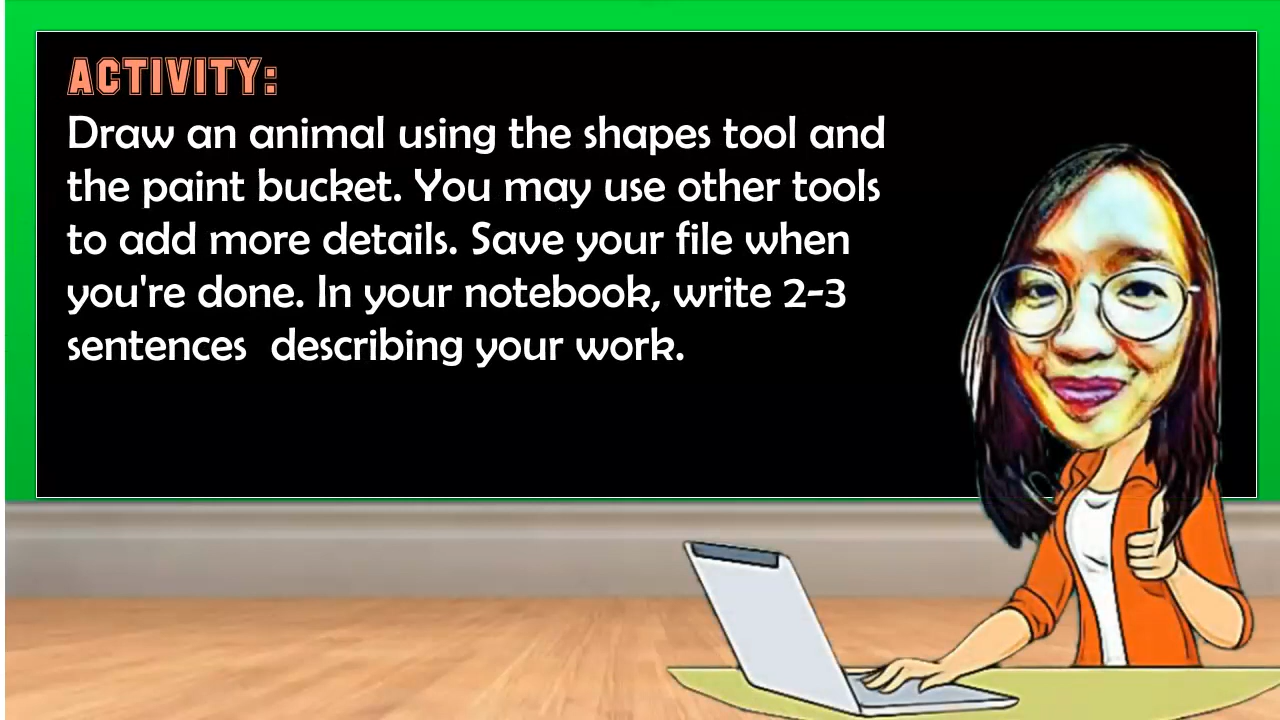 ACTIVITY:
Draw an animal using the shapes tool and
the paint bucket. You may use other tools
to add more details. Save your file when
you're done. In your notebook, write 2-3
sentences  describing your work.